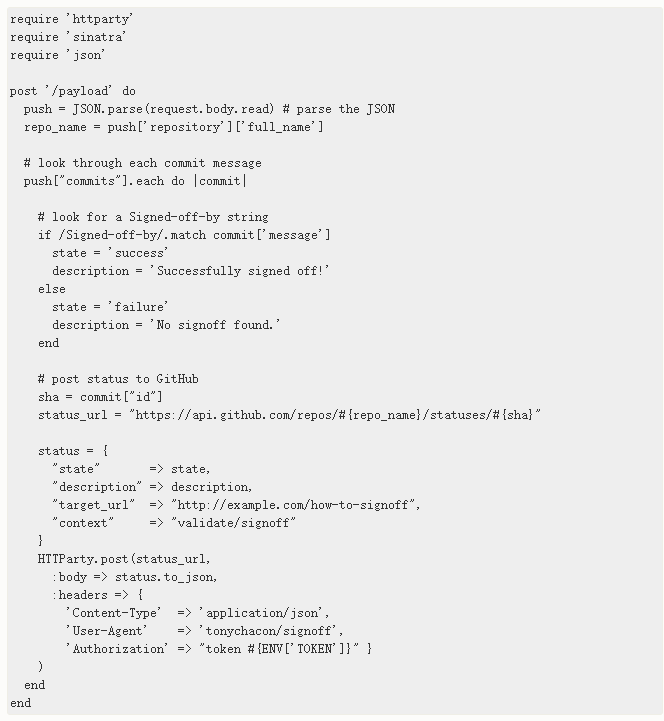 require 'httparty'
require 'sinatra'
require 'json'

post '/payload' do
  push = JSON.parse(request.body.read) # parse the JSON
  repo_name = push['repository']['full_name']

  # look through each commit message
  push["commits"].each do |commit|

    # look for a Signed-off-by string
    if /Signed-off-by/.match commit['message']
      state = 'success'
      description = 'Successfully signed off!'
    else
      state = 'failure'
      description = 'No signoff found.'
    end

    # post status to GitHub
    sha = commit["id"]
    status_url = "https://api.github.com/repos/#{repo_name}/statuses/#{sha}"

    status = {
      "state"       => state,
      "description" => description,
      "target_url"  => "http://example.com/how-to-signoff",
      "context"     => "validate/signoff"
    }
    HTTParty.post(status_url,
      :body => status.to_json,
      :headers => {
        'Content-Type'  => 'application/json',
        'User-Agent'    => 'tonychacon/signoff',
        'Authorization' => "token #{ENV['TOKEN']}" }
    )
  end
end